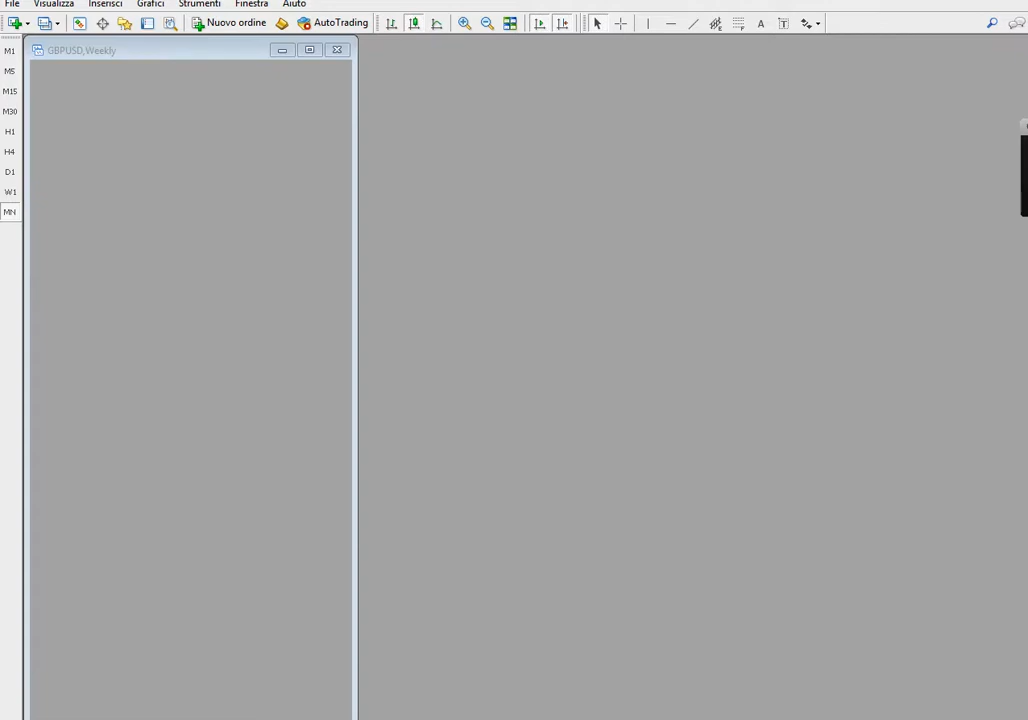 File Visualizza Inserisci Grafici Strumenti Finestra Aiuto
Nuovo ordine AutoTrading
GBPUSD,Weekly
M1
M5
M15
M30
H1
H4
D1
W1
MN